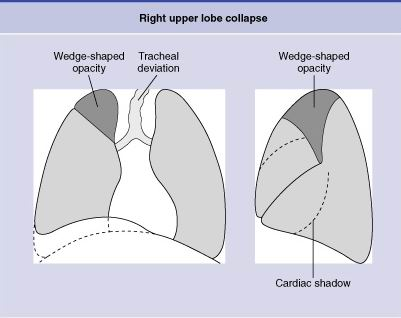 Right upper lobe collapse
Wedge-shaped
opacity
Tracheal
deviation
Wedge-shaped
opacity
Cardiac shadow